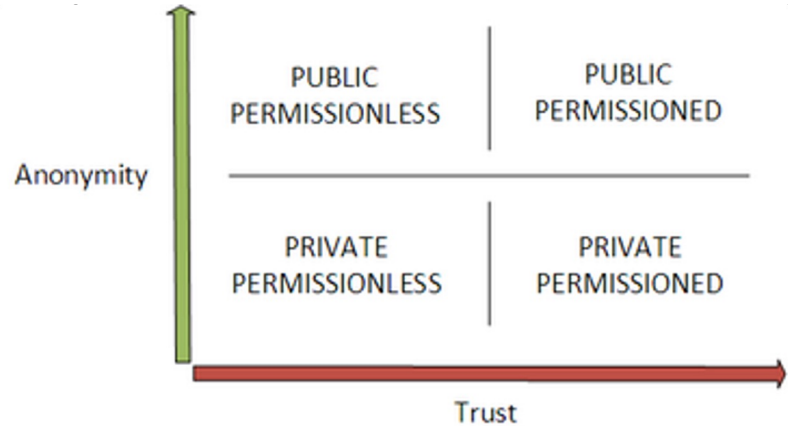 PUBLIC
PERMISSIONLESS
PUBLIC
PERMISSIONED
Anonymity
PRIVATE
PERMISSIONLESS
PRIVATE
PERMISSIONED
Trust